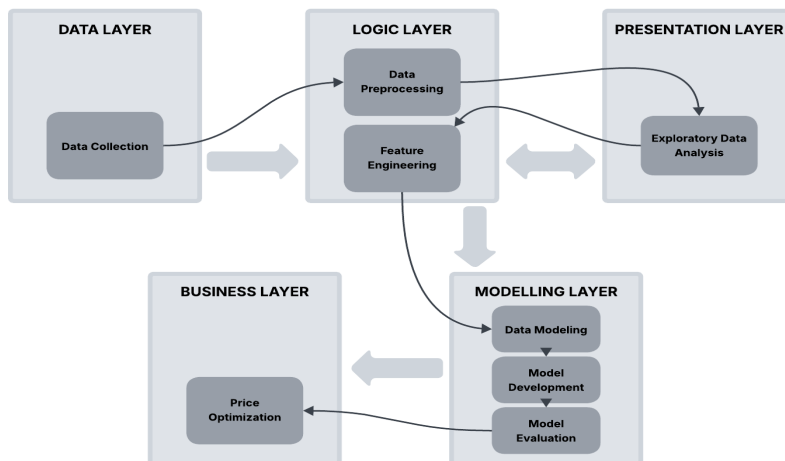 DATA LAYER
Data Collection
LOGIC LAYER
Data
Preprocessing
Feature
Engineering
PRESENTATION LAYER
Exploratory Data
Analysis
BUSINESS LAYER
Price
Optimization
MODELLING LAYER
Data Modeling
Model
Development
Model
Evaluation